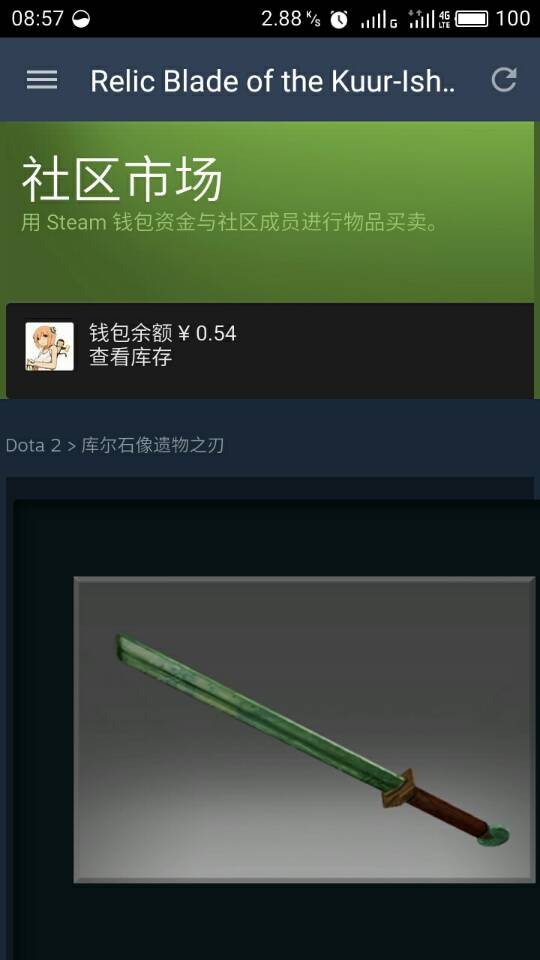 08:57 2.88 K/s G 4G LTE 100
Relic Blade of the Kuur-Ish..
社区市场
用 Steam 钱包资金与社区成员进行物品买卖。
钱包余额 ¥ 0.54
查看库存
Dota 2 > 库尔石像遗物之刃